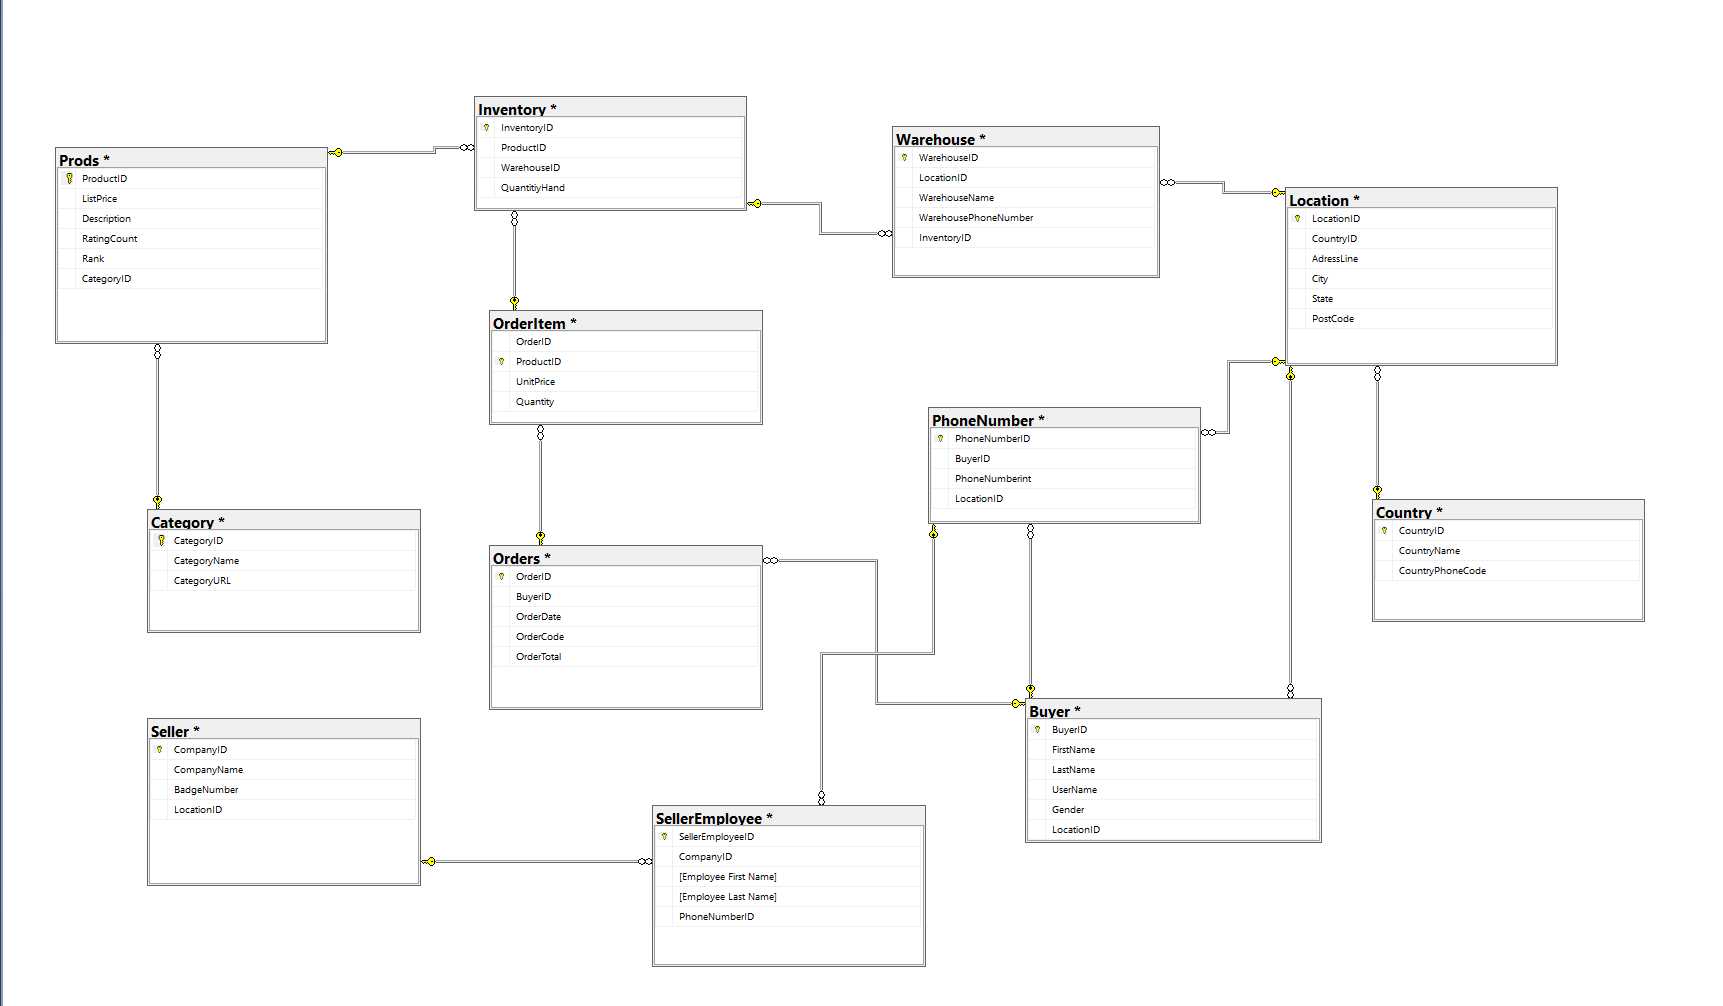 Prods *
ProductID
ListPrice
Description
RatingCount
Rank
CategoryID
Inventory *
InventoryID
ProductID
WarehouseID
QuantitiyHand
Warehouse *
WarehouseID
LocationID
WarehouseName
WarehousePhoneNumber
InventoryID
Location *
LocationID
CountryID
AdressLine
City
State
PostCode
OrderItem *
OrderID
ProductID
UnitPrice
Quantity
PhoneNumber *
PhoneNumberID
BuyerID
PhoneNumberint
LocationID
Category *
CategoryID
CategoryName
CategoryURL
Country *
CountryID
CountryName
CountryPhoneCode
Orders *
OrderID
BuyerID
OrderDate
OrderCode
OrderTotal
Seller *
CompanyID
CompanyName
BadgeNumber
LocationID
Buyer *
BuyerID
FirstName
LastName
UserName
Gender
LocationID
SellerEmployee *
SellerEmployeeID
CompanyID
[Employee First Name]
[Employee Last Name]
PhoneNumberID